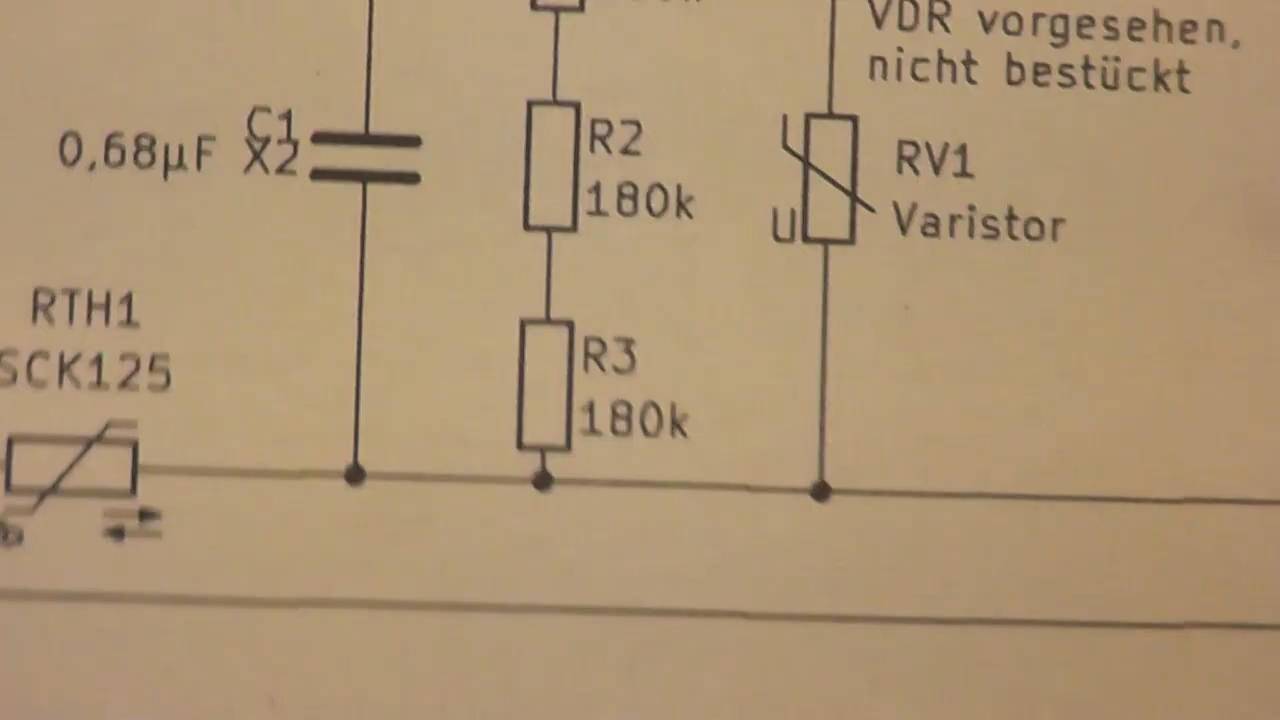 VDR vorgesehen,
nicht bestückt
0,68µF
C1
X2
R2
180k
RV1
Varistor
U
RTH1
SCK125
R3
180k